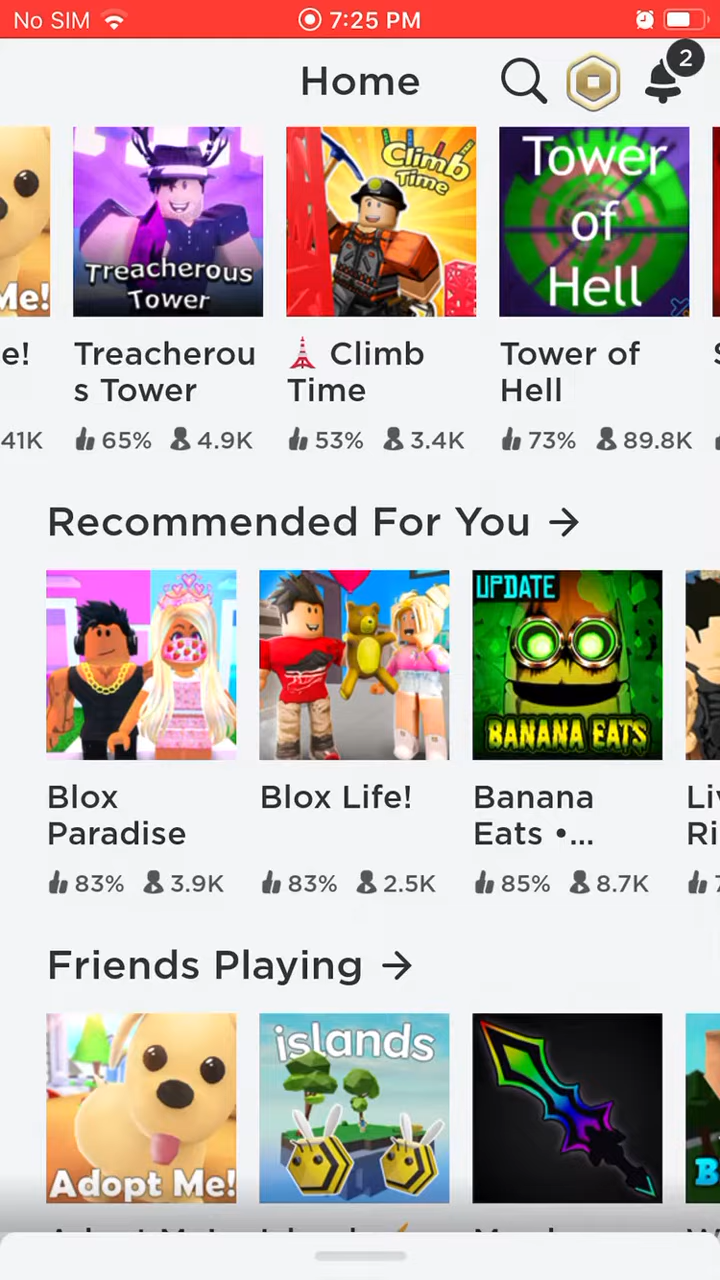 No SIM 7:25 PM
Home 2
Me! Treacherous Tower Climb Time Tower of Hell
e! Treacherou Climb Tower of
s Tower Time Hell
41K 65% 4.9K 53% 3.4K 73% 89.8K
Recommended For You →
UPDATE
BANANA EATS
Blox Blox Life! Banana Li
Paradise Eats •... Ri
83% 3.9K 83% 2.5K 85% 8.7K
Friends Playing →
islands
Adopt Me! B